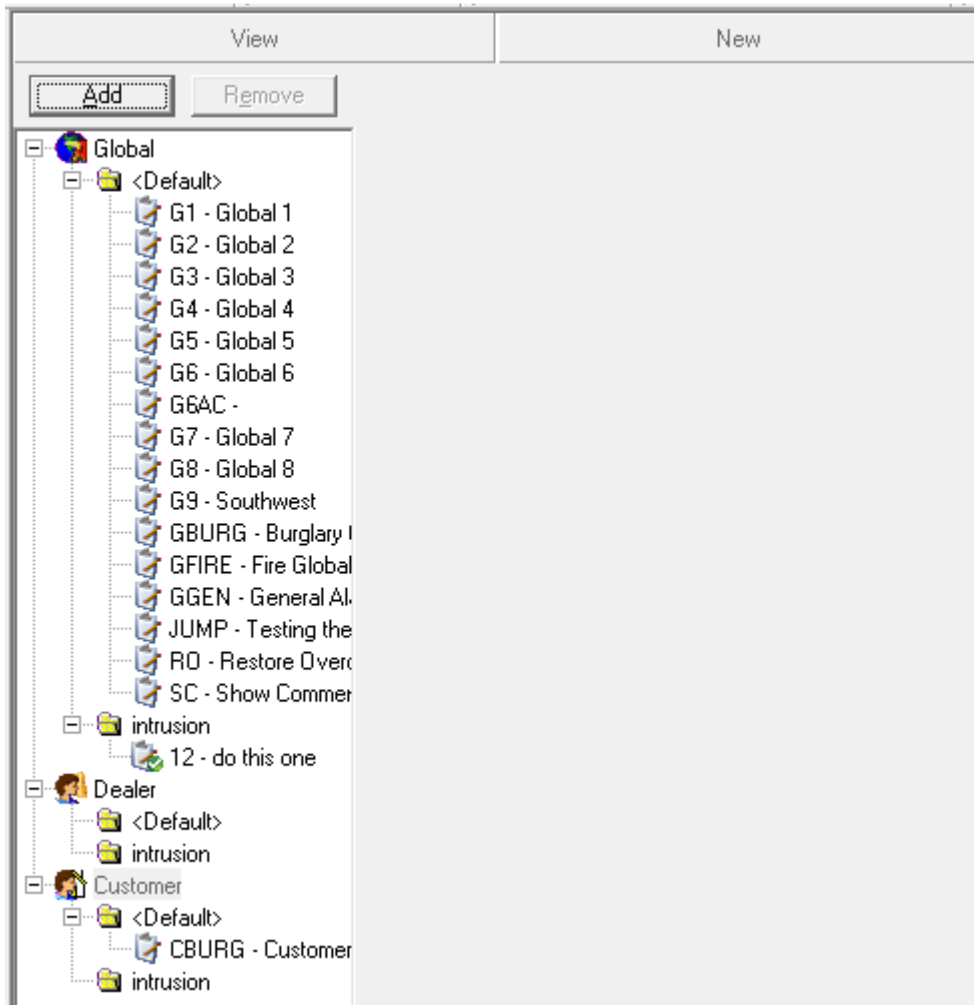 View New
Add Remove
Global
<Default>
G1 - Global 1
G2 - Global 2
G3 - Global 3
G4 - Global 4
G5 - Global 5
G6 - Global 6
G6AC -
G7 - Global 7
G8 - Global 8
G9 - Southwest
GBURG - Burglary
GFIRE - Fire Global
GGEN - General
JUMP - Testing the
RO - Restore
SC - Show
intrusion
12 - do this one
Dealer
<Default>
intrusion
Customer
<Default>
CBURG - Customer
intrusion